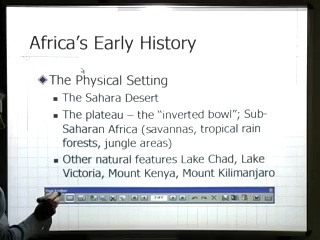 Africa's Early History
The Physical Setting
The Sahara Desert
The plateau – the "inverted bowl"; Sub-
Saharan Africa (savannas, tropical rain
forests, jungle areas)
Other natural features Lake Chad, Lake
Victoria, Mount Kenya, Mount Kilimanjaro